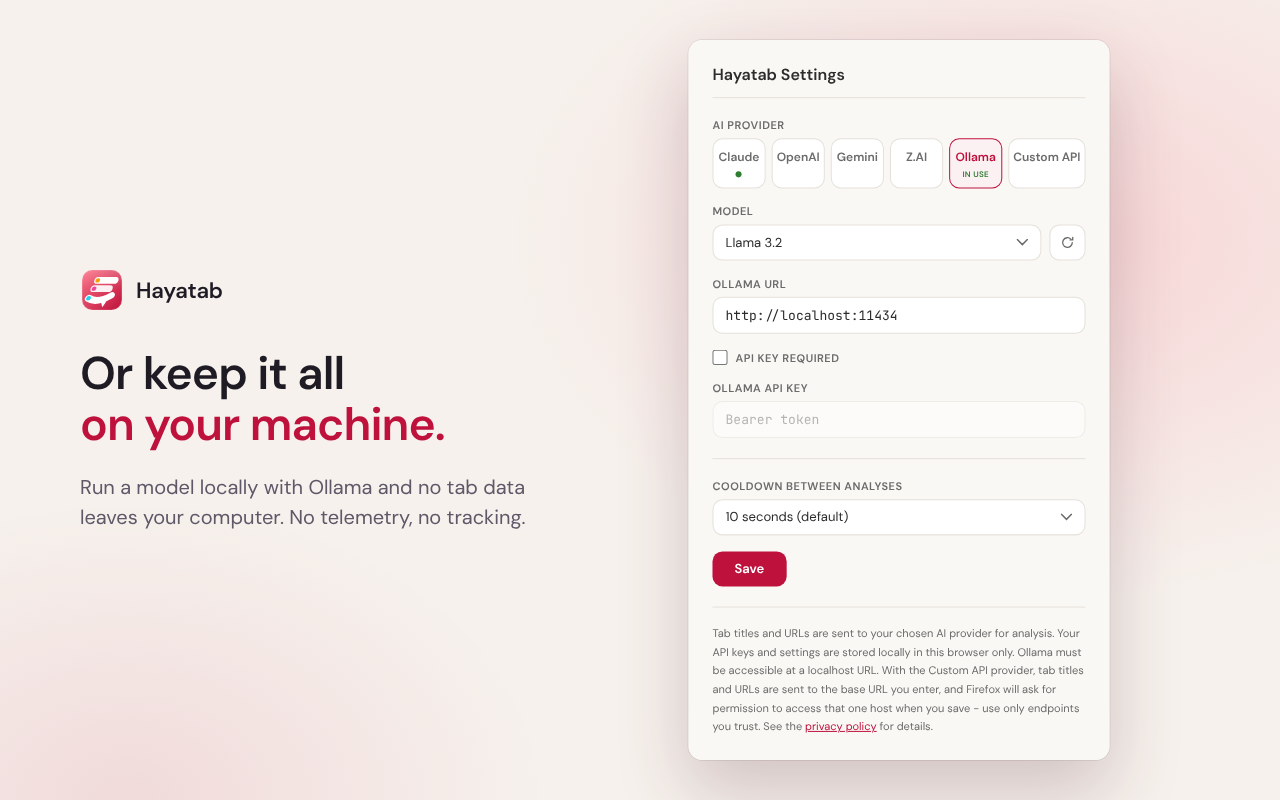 Hayatab
Or keep it all
on your machine.
Run a model locally with Ollama and no tab data
leaves your computer. No telemetry, no tracking.
Hayatab Settings
AI PROVIDER
Claude
OpenAI
Gemini
Z.AI
Ollama
IN USE
Custom API
MODEL
Llama 3.2
OLLAMA URL
http://localhost:11434
API KEY REQUIRED
OLLAMA API KEY
Bearer token
COOLDOWN BETWEEN ANALYSES
10 seconds (default)
Save
Tab titles and URLs are sent to your chosen AI provider for analysis. Your
API keys and settings are stored locally in this browser only. Ollama must
be accessible at a localhost URL. With the Custom API provider, tab titles
and URLs are sent to the base URL you enter, and Firefox will ask for
permission to access that one host when you save - use only endpoints
you trust. See the privacy policy for details.